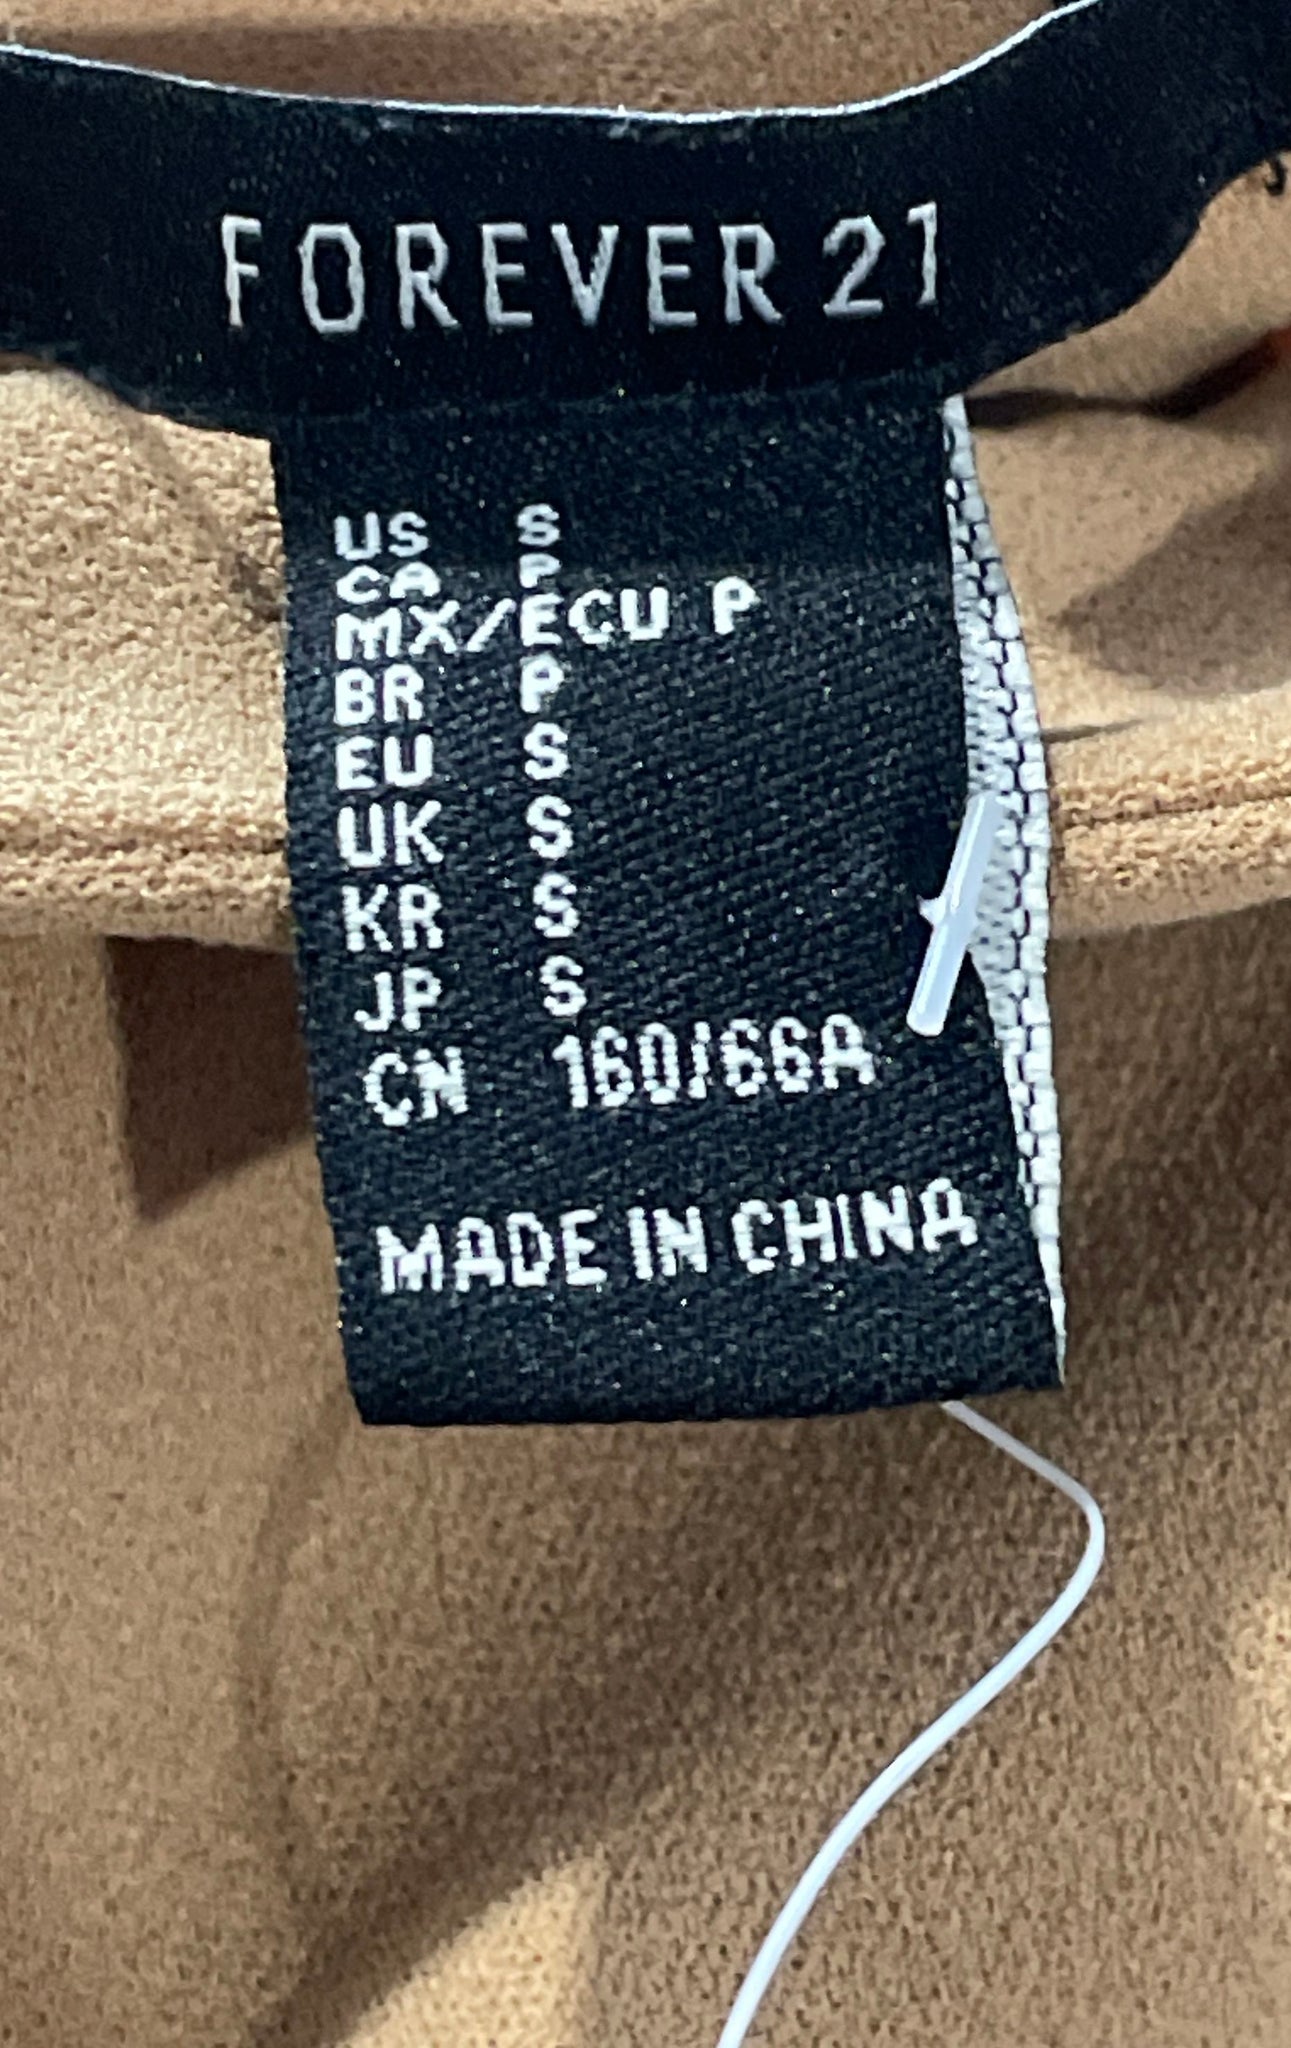 FOREVER 21
US S
CA P
MX/ECU P
BR P
EU S
UK S
KR S
JP S
CN 160/66A
MADE IN CHINA